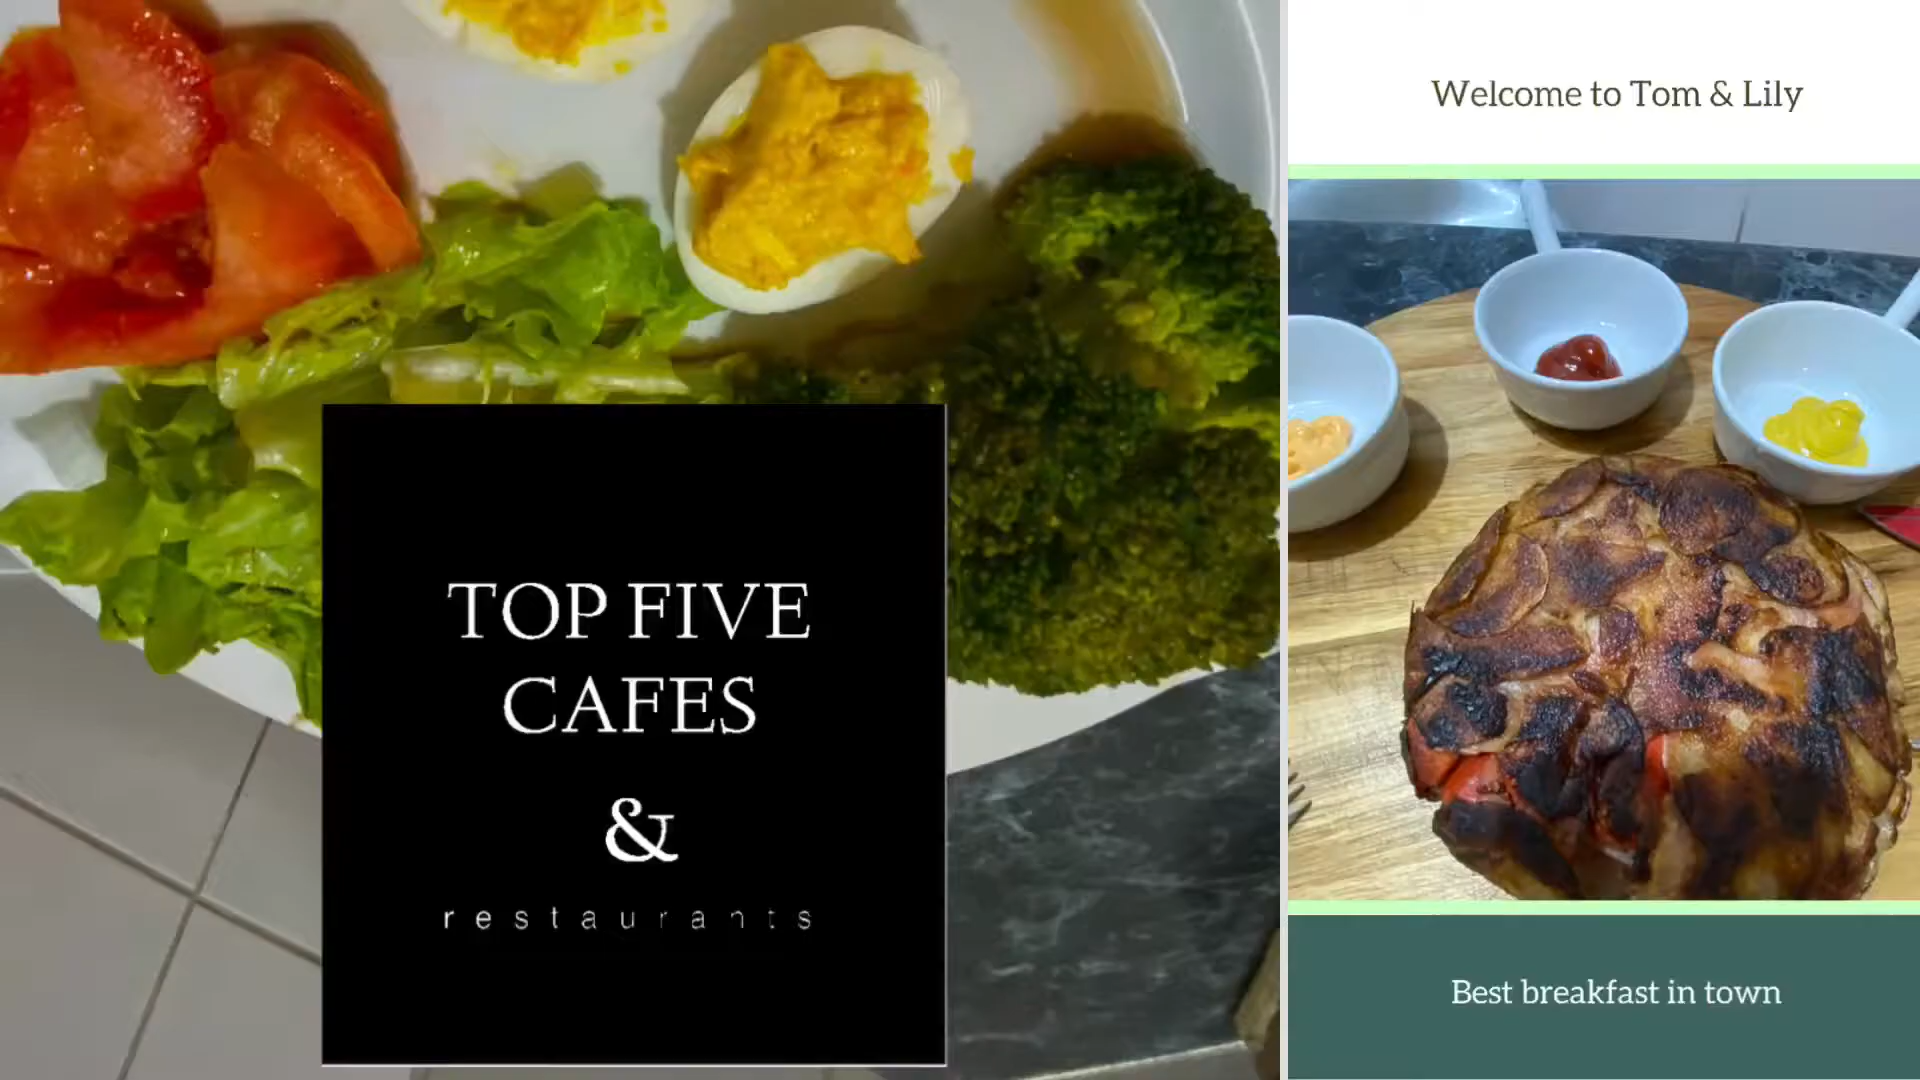 TOP FIVE
CAFES
&
restaurants
Welcome to Tom & Lily
Best breakfast in town